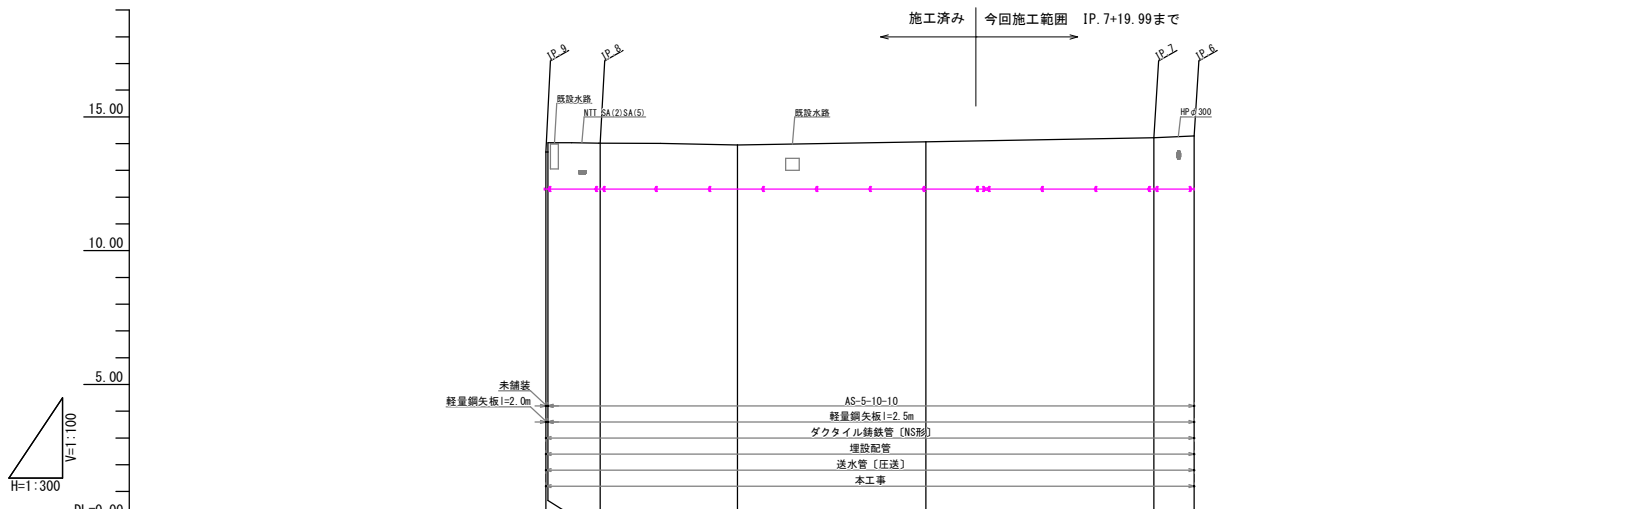 施工済み 今回施工範囲 IP.7+19.99まで
IP.9
IP.8
IP.7
IP.6
既設水路
NTT SA(2)SA(5)
既設水路
HPφ300
15.00
10.00
5.00
未舗装
軽量鋼矢板l=2.0m
AS-5-10-10
軽量鋼矢板l=2.5m
ダクタイル鋳鉄管〔NS形〕
埋設配管
送水管〔圧送〕
本工事
V=1:100
H=1:300
DL=0.00